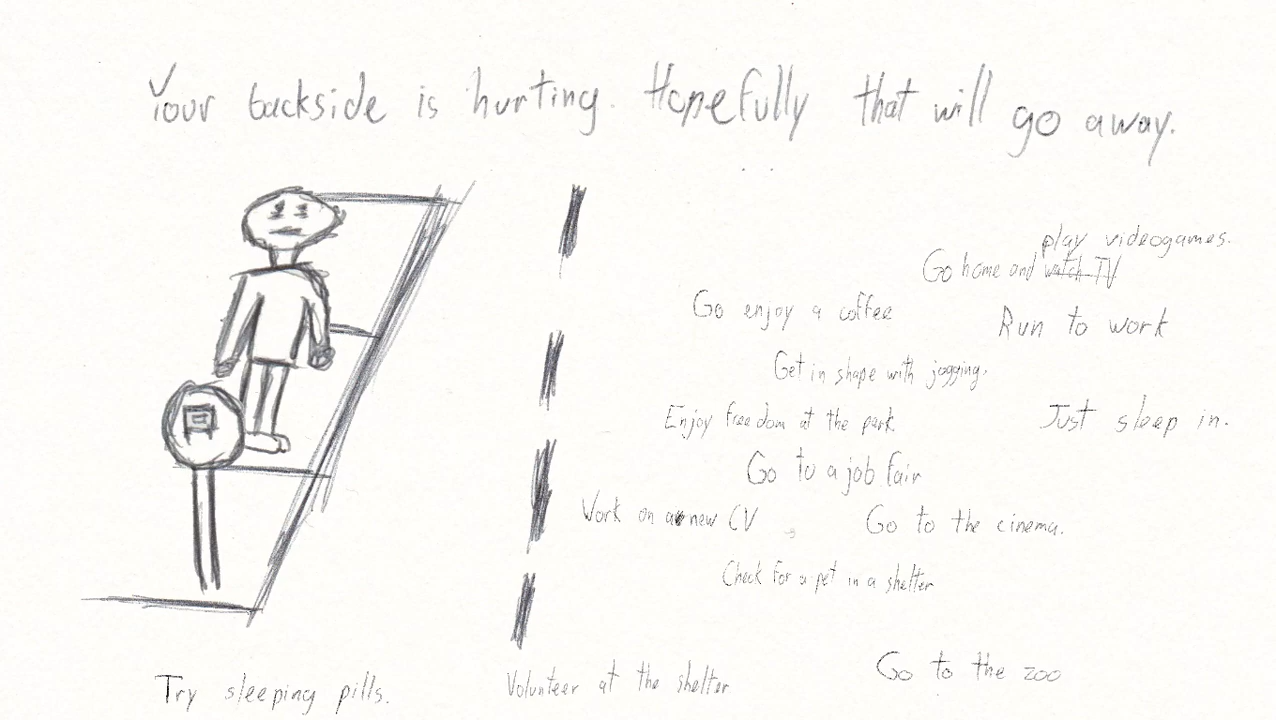 Your backside is hurting. Hopefully that will go away.
play videogames.
Go home and watch TV
Go enjoy a coffee
Run to work
Get in shape with jogging.
Enjoy freedom at the park
Just sleep in.
Go to a job fair
Work on a new CV
Go to the cinema.
Check for a pet in a shelter
Go to the zoo
Try sleeping pills.
Volunteer at the shelter